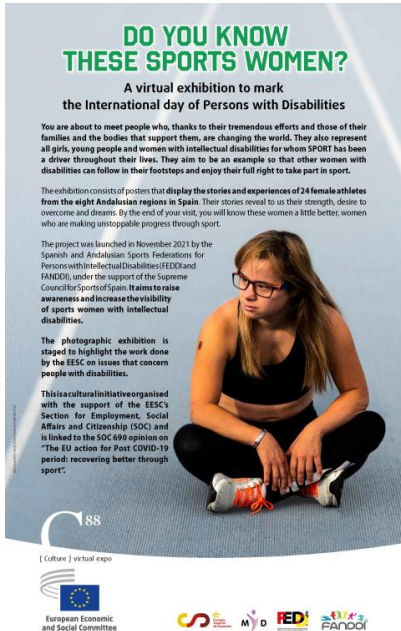 DO YOU KNOW
THESE SPORTS WOMEN?
A virtual exhibition to mark
the International day of Persons with Disabilities
You are about to meet people who, thanks to their tremendous efforts and those of their
families and the bodies that support them, are changing the world. They also represent
all girls, young people and women with intellectual disabilities for whom SPORT has been
a driver throughout their lives. They aim to be an example so that other women with
disabilities can follow in their footsteps and enjoy their full right to take part in sport.
The exhibition consists of posters that display the stories and experiences of 24 female athletes
from the eight Andalusian regions in Spain. Their stories reveal to us their strength, desire to
overcome and dreams. By the end of your visit, you will know these women a little better, women
who are making unstoppable progress through sport.
The project was launched in November 2021 by the
Spanish and Andalusian Sports Federations for
Persons with Intellectual Disabilities (FEDDI and
FANDDI), under the support of the Supreme
Council for Sports of Spain. It aims to raise
awareness and increase the visibility
of sports women with intellectual
disabilities.
The photographic exhibition is
staged to highlight the work done
by the EESC on issues that concern
people with disabilities.
This is a cultural initiative organised
with the support of the EESC's
Section for Employment, Social
Affairs and Citizenship (SOC) and
is linked to the SOC 690 opinion on
"The EU action for Post COVID-19
period: recovering better through
sport".
C88
{ Culture } virtual expo
European Economic
and Social Committee
CSD
MyD
FEDDI
FANDDI